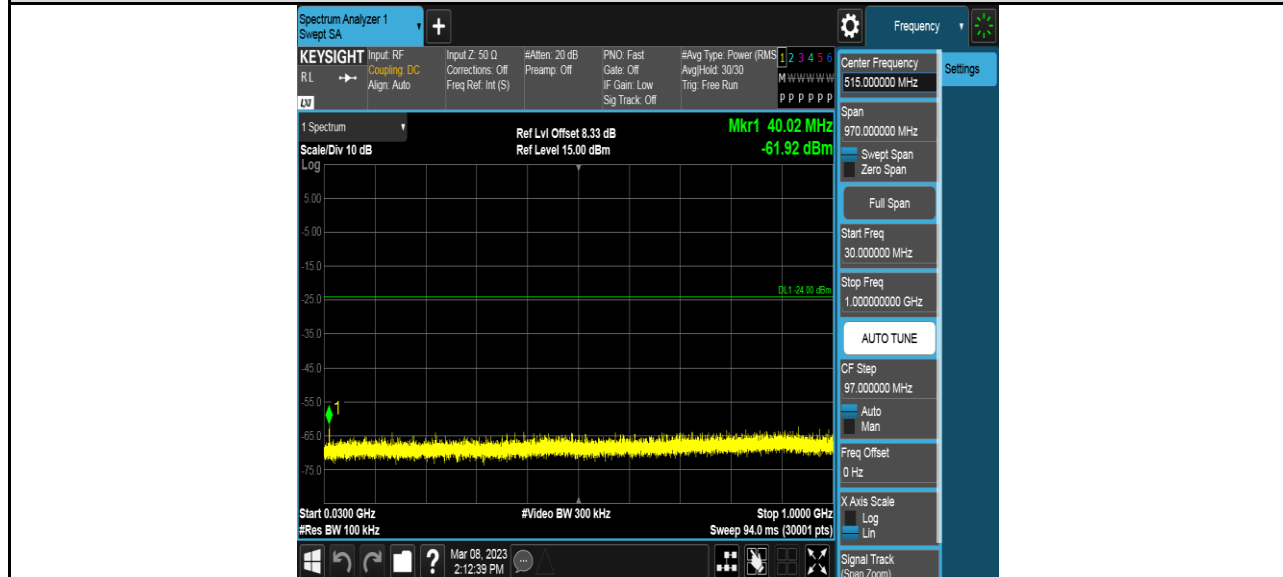 Spectrum Analyzer 1
Swept SA
+
Frequency
KEYSIGHT
RL
LXI
Input: RF
Coupling: DC
Align: Auto
Input Z: 50 Ω
Corrections: Off
Freq Ref: Int (S)
#Atten: 20 dB
Preamp: Off
PNO: Fast
Gate: Off
IF Gain: Low
Sig Track: Off
#Avg Type: Power (RMS
Avg|Hold: 30/30
Trig: Free Run
1 2 3 4 5 6
M W W W W W
P P P P P P
1 Spectrum
Scale/Div 10 dB
Ref Lvl Offset 8.33 dB
Ref Level 15.00 dBm
Mkr1 40.02 MHz
-61.92 dBm
Log
5.00
-5.00
-15.0
-25.0
-35.0
-45.0
-55.0
-65.0
-75.0
DL1 -24.00 dBm
1
Start 0.0300 GHz
#Res BW 100 kHz
#Video BW 300 kHz
Stop 1.0000 GHz
Sweep 94.0 ms (30001 pts)
?
Mar 08, 2023
2:12:39 PM
Center Frequency
515.000000 MHz
Settings
Span
970.000000 MHz
Swept Span
Zero Span
Full Span
Start Freq
30.000000 MHz
Stop Freq
1.000000000 GHz
AUTO TUNE
CF Step
97.000000 MHz
Auto
Man
Freq Offset
0 Hz
X Axis Scale
Log
Lin
Signal Track
(Span Zoom)